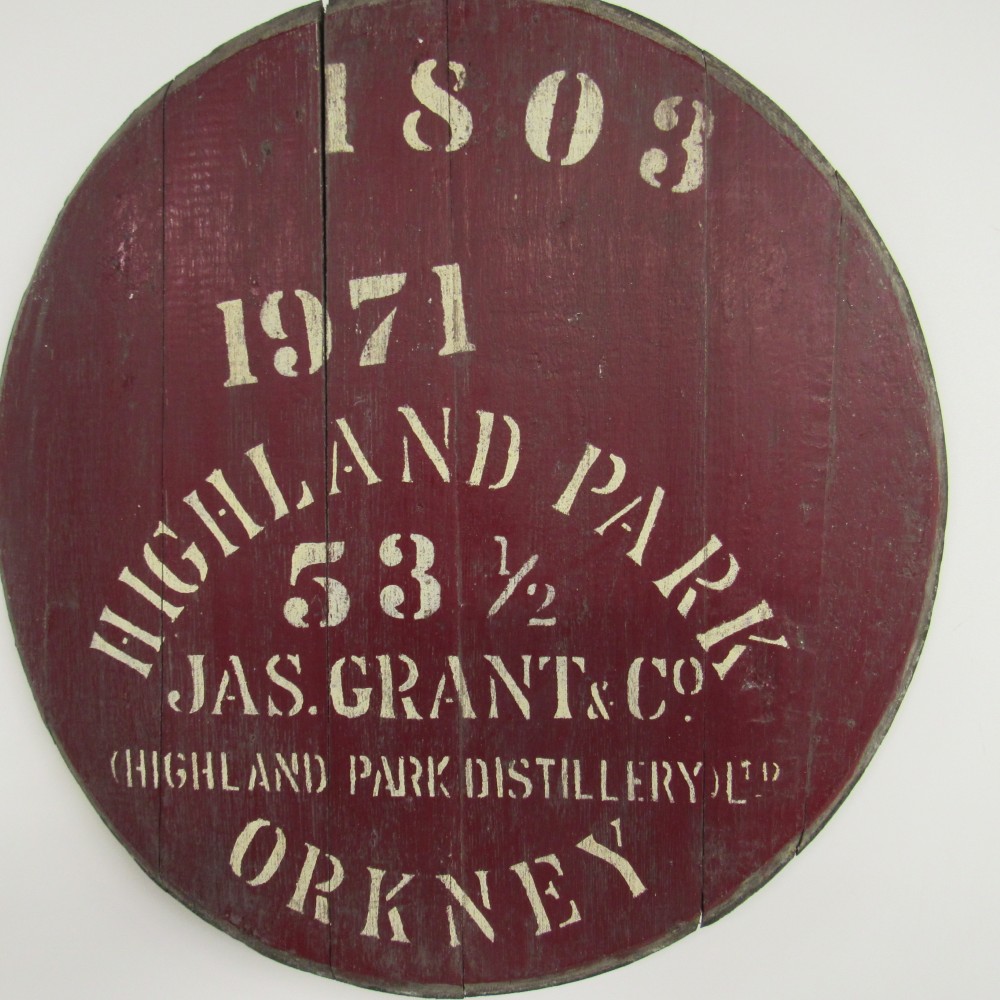 1803
1971
HIGHLAND PARK
53 1/2
JAS. GRANT & Co.
(HIGHLAND PARK DISTILLERY) LTD
ORKNEY